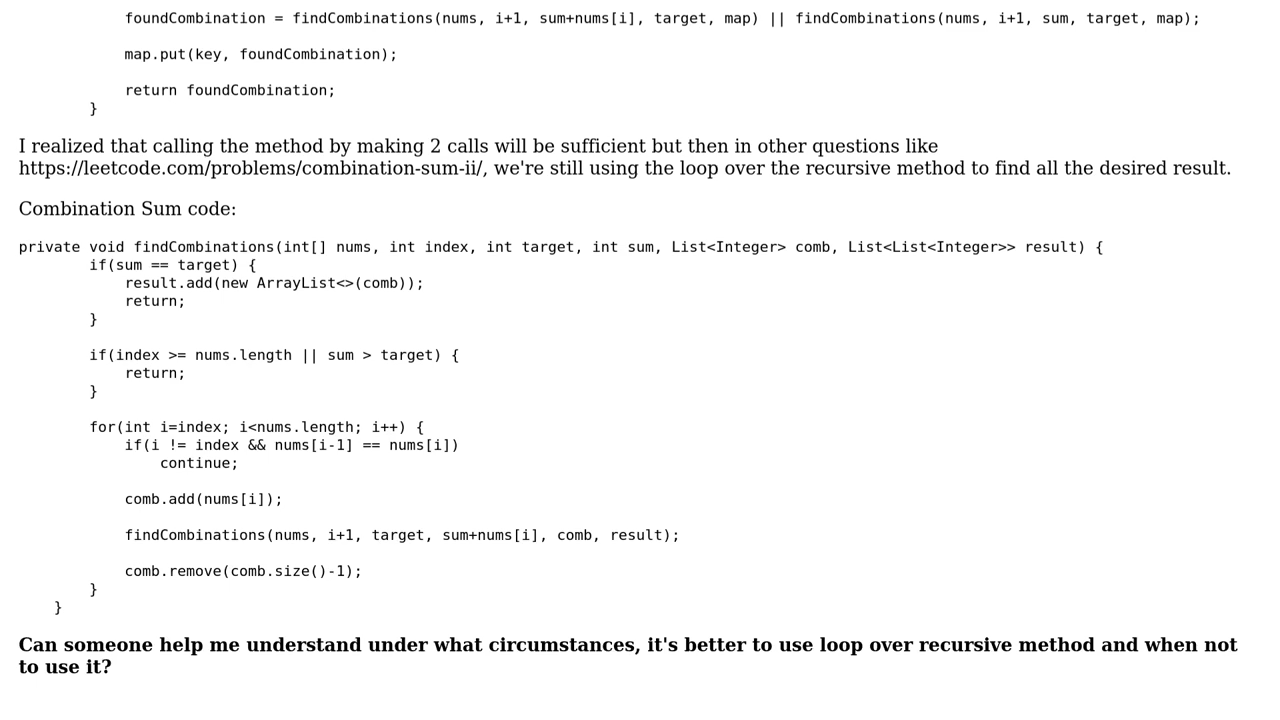 foundCombination = findCombinations(nums, i+1, sum+nums[i], target, map) || findCombinations(nums, i+1, sum, target, map);
map.put(key, foundCombination);
return foundCombination;
}
I realized that calling the method by making 2 calls will be sufficient but then in other questions like
https://leetcode.com/problems/combination-sum-ii/, we're still using the loop over the recursive method to find all the desired result.
Combination Sum code:
private void findCombinations(int[] nums, int index, int target, int sum, List<Integer> comb, List<List<Integer>> result) {
if(sum == target) {
result.add(new ArrayList<>(comb));
return;
}
if(index >= nums.length || sum > target) {
return;
}
for(int i=index; i<nums.length; i++) {
if(i != index && nums[i-1] == nums[i])
continue;
comb.add(nums[i]);
findCombinations(nums, i+1, target, sum+nums[i], comb, result);
comb.remove(comb.size()-1);
}
}
Can someone help me understand under what circumstances, it's better to use loop over recursive method and when not
to use it?